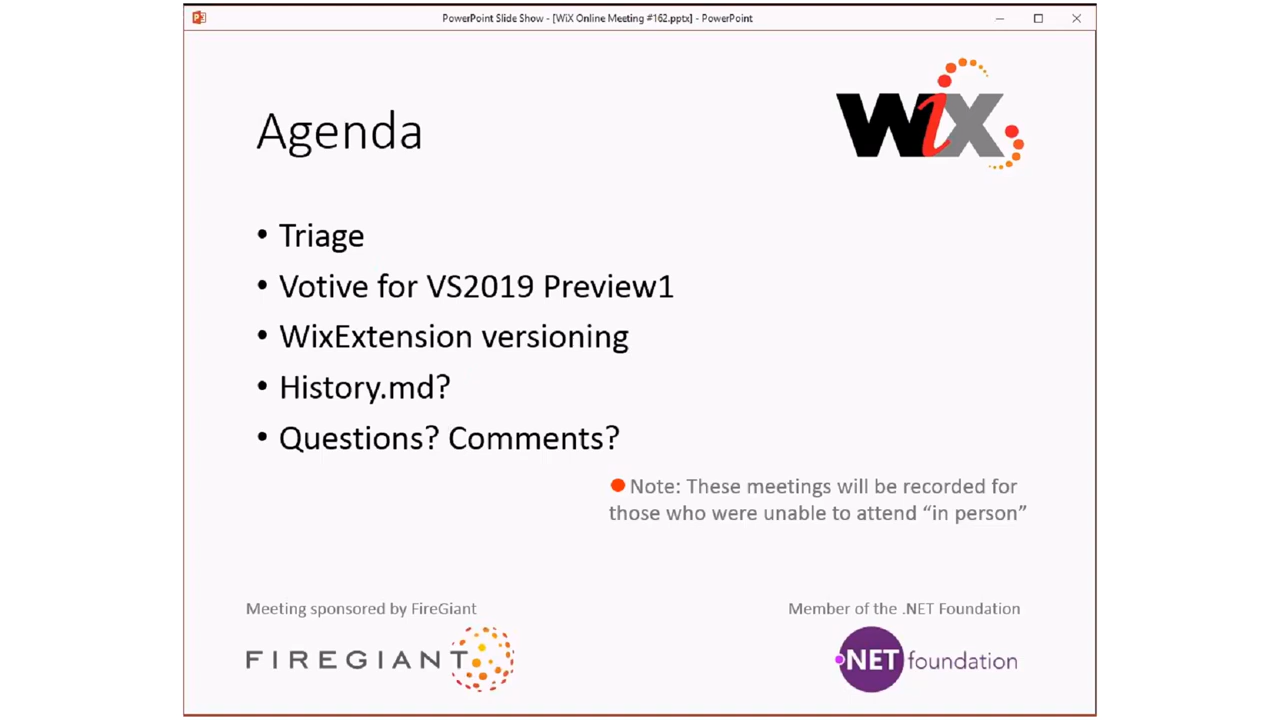 PowerPoint Slide Show - [WiX Online Meeting #162.pptx] - PowerPoint
WiX
Agenda
• Triage
• Votive for VS2019 Preview1
• WixExtension versioning
• History.md?
• Questions? Comments?
Note: These meetings will be recorded for
those who were unable to attend “in person”
Meeting sponsored by FireGiant
Member of the .NET Foundation
FIREGIANT
.NET foundation